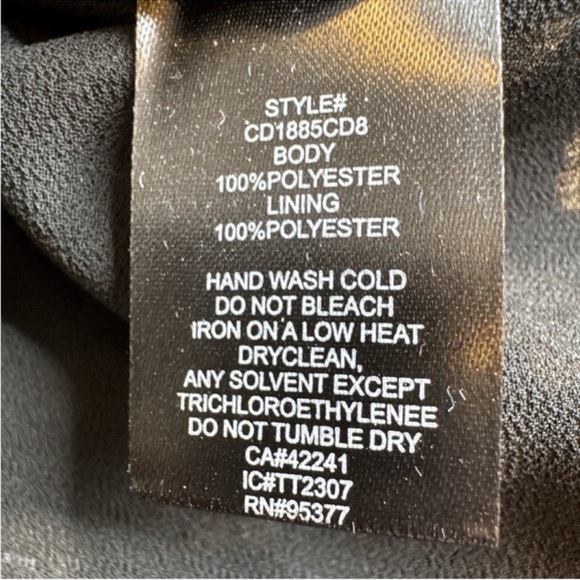 STYLE#
CD1885CD8
BODY
100%POLYESTER
LINING
100%POLYESTER
HAND WASH COLD
DO NOT BLEACH
IRON ON A LOW HEAT
DRYCLEAN,
ANY SOLVENT EXCEPT
TRICHLOROETHYLENEE
DO NOT TUMBLE DRY
CA#42241
IC#TT2307
RN#95377